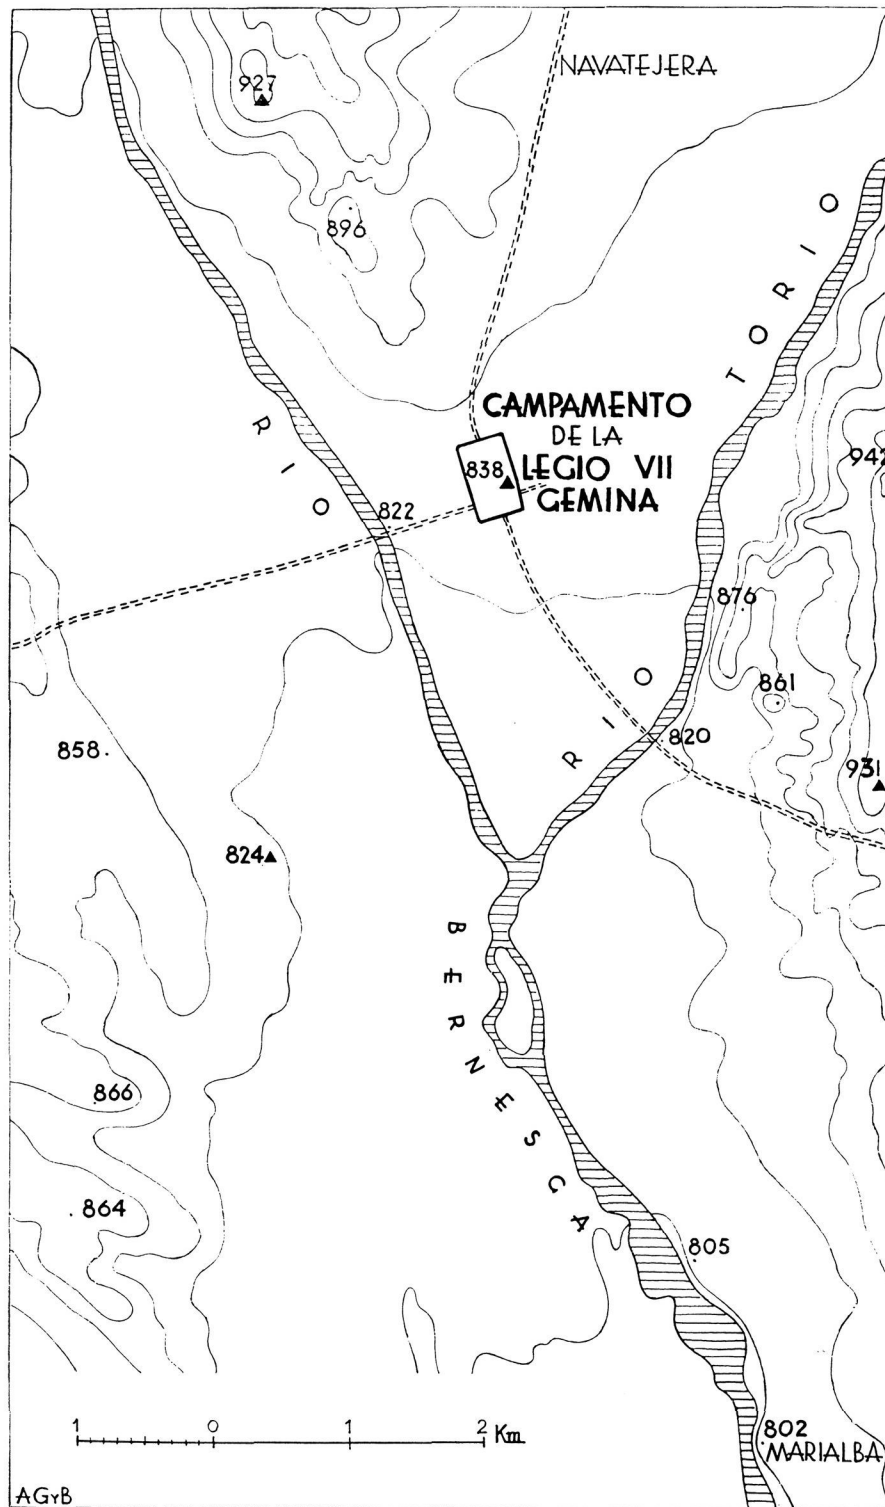 927
NAVATEJERA
896
RIO TORIO
CAMPAMENTO
DE LA
838
LEGIO VII
GEMINA
942
822
RIO BERNESGA
876
861
820
858
931
824
866
864
805
1 0 1 2 Km
802
MARIALBA
AGYB